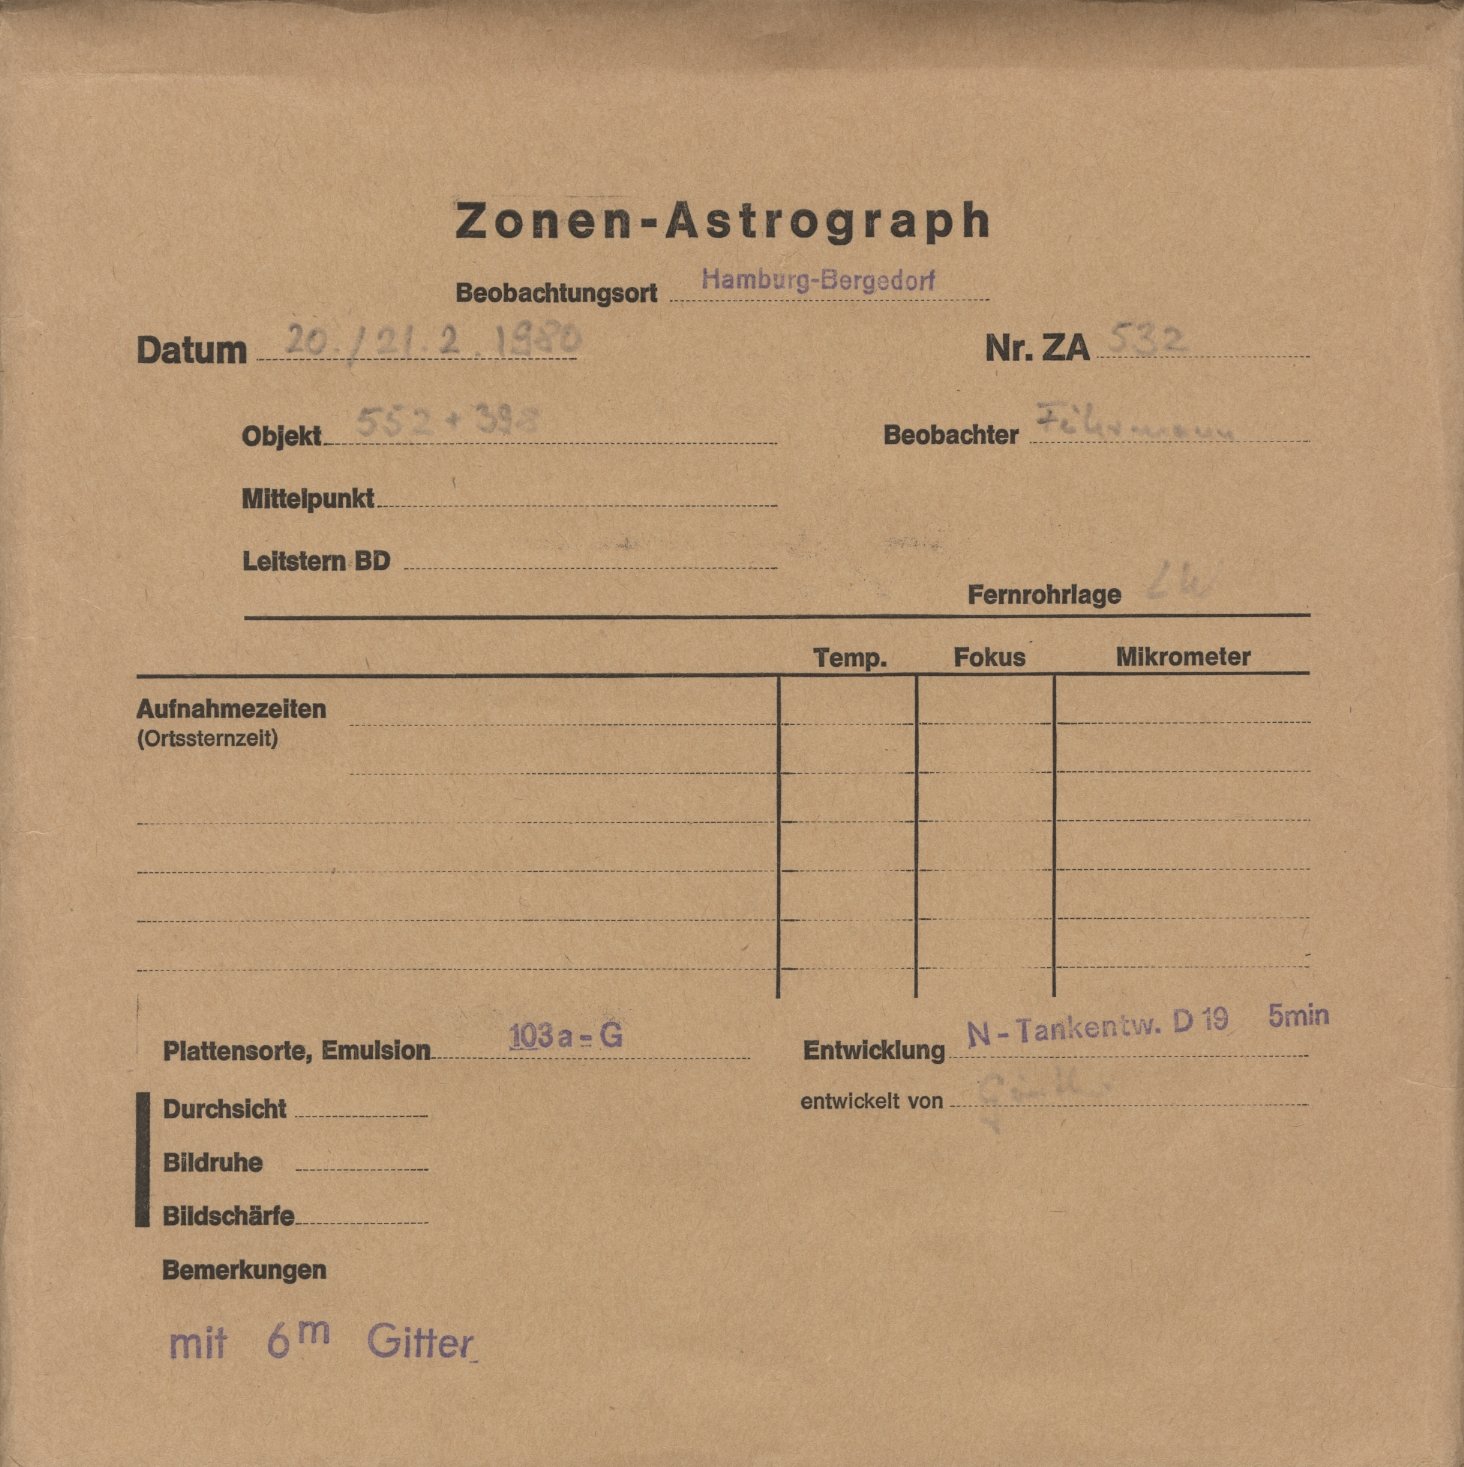 Zonen-Astrograph
Beobachtungsort Hamburg-Bergedorf
Datum 20./21.2.1980 Nr. ZA 532
Objekt 552 + 398 Beobachter
Mittelpunkt
Leitstern BD
Fernrohrlage LW
Temp. Fokus Mikrometer
Aufnahmezeiten
(Ortssternzeit)
Plattensorte, Emulsion 103a-G Entwicklung N-Tankentw. D 19 5min
Durchsicht entwickelt von
Bildruhe
Bildschärfe
Bemerkungen
mit 6m Gitter